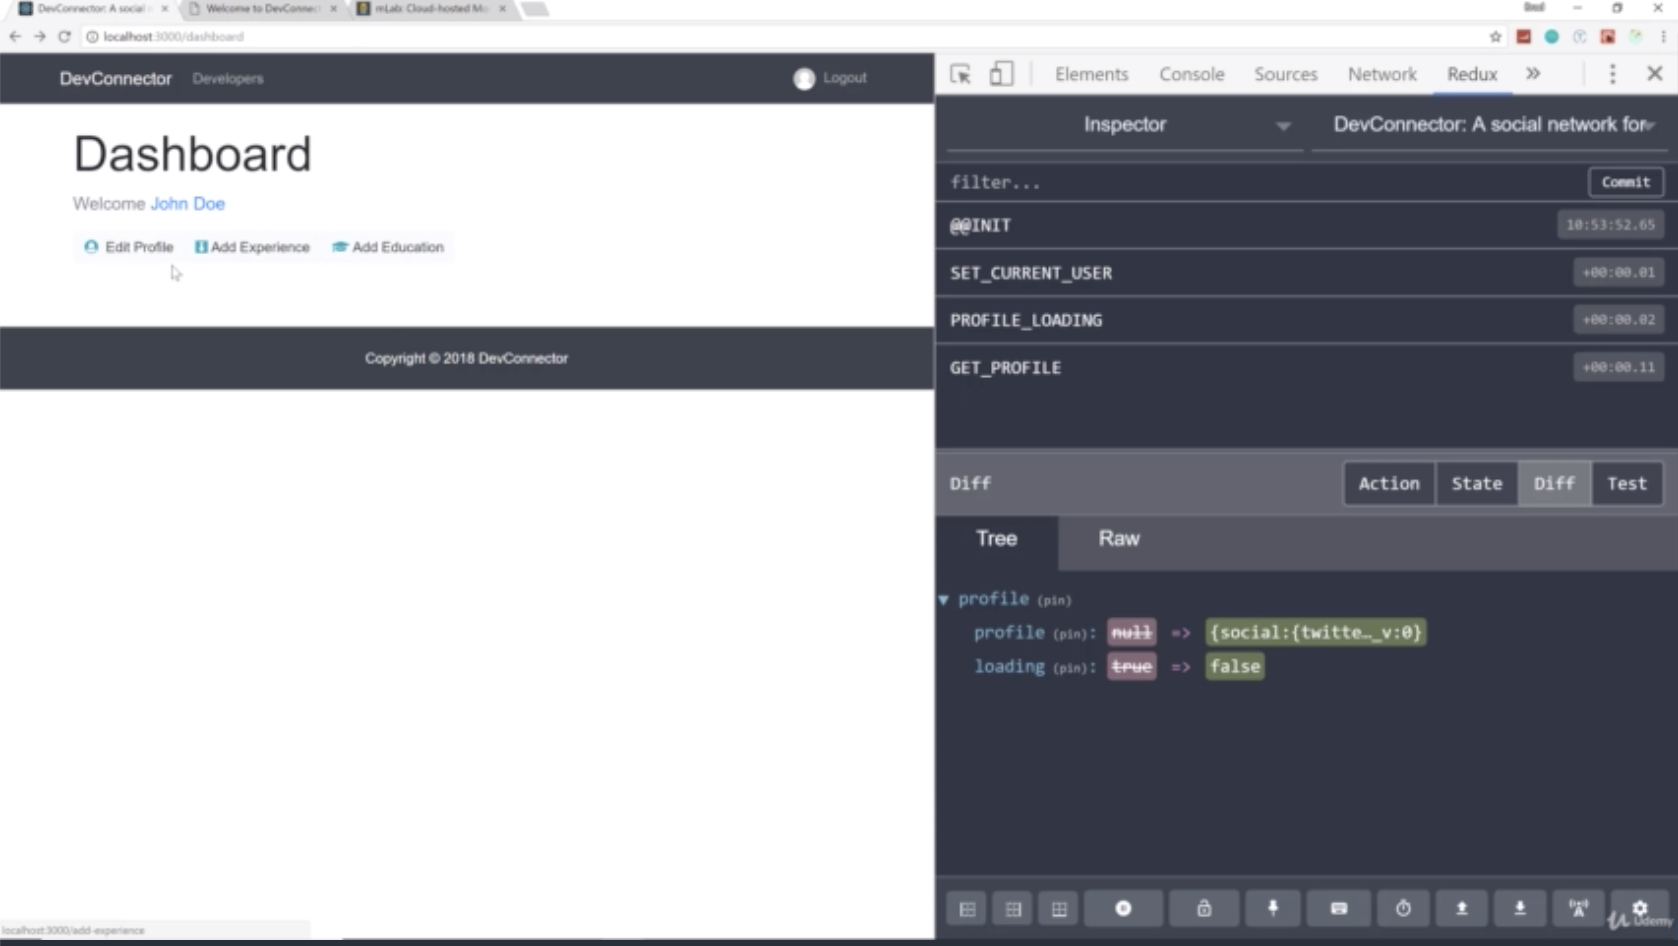 DevConnector: A social n
Welcome to DevConnect
mLab: Cloud-hosted Mo
localhost:3000/dashboard
DevConnector Developers Logout
Dashboard
Welcome John Doe
Edit Profile Add Experience Add Education
Copyright © 2018 DevConnector
localhost:3000/add-experience
Elements Console Sources Network Redux »
Inspector DevConnector: A social network for
filter... Commit
@@INIT 10:53:52.65
SET_CURRENT_USER +00:00.01
PROFILE_LOADING +00:00.02
GET_PROFILE +00:00.11
Diff Action State Diff Test
Tree Raw
profile (pin)
profile (pin): null => {social:{twitte…_v:0}
loading (pin): true => false
Udemy